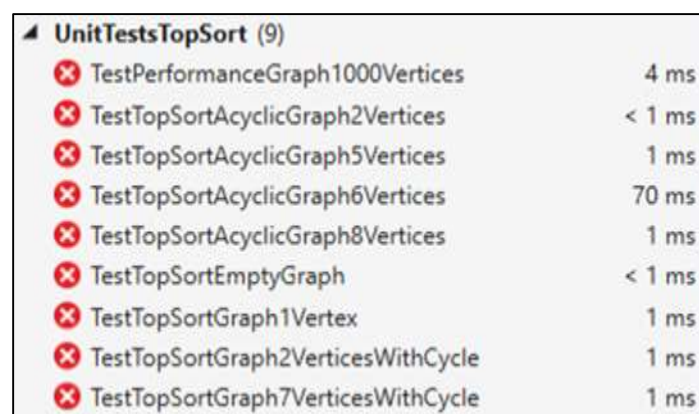 UnitTestsTopSort (9)
TestPerformanceGraph1000Vertices 4 ms
TestTopSortAcyclicGraph2Vertices < 1 ms
TestTopSortAcyclicGraph5Vertices 1 ms
TestTopSortAcyclicGraph6Vertices 70 ms
TestTopSortAcyclicGraph8Vertices 1 ms
TestTopSortEmptyGraph < 1 ms
TestTopSortGraph1Vertex 1 ms
TestTopSortGraph2VerticesWithCycle 1 ms
TestTopSortGraph7VerticesWithCycle 1 ms